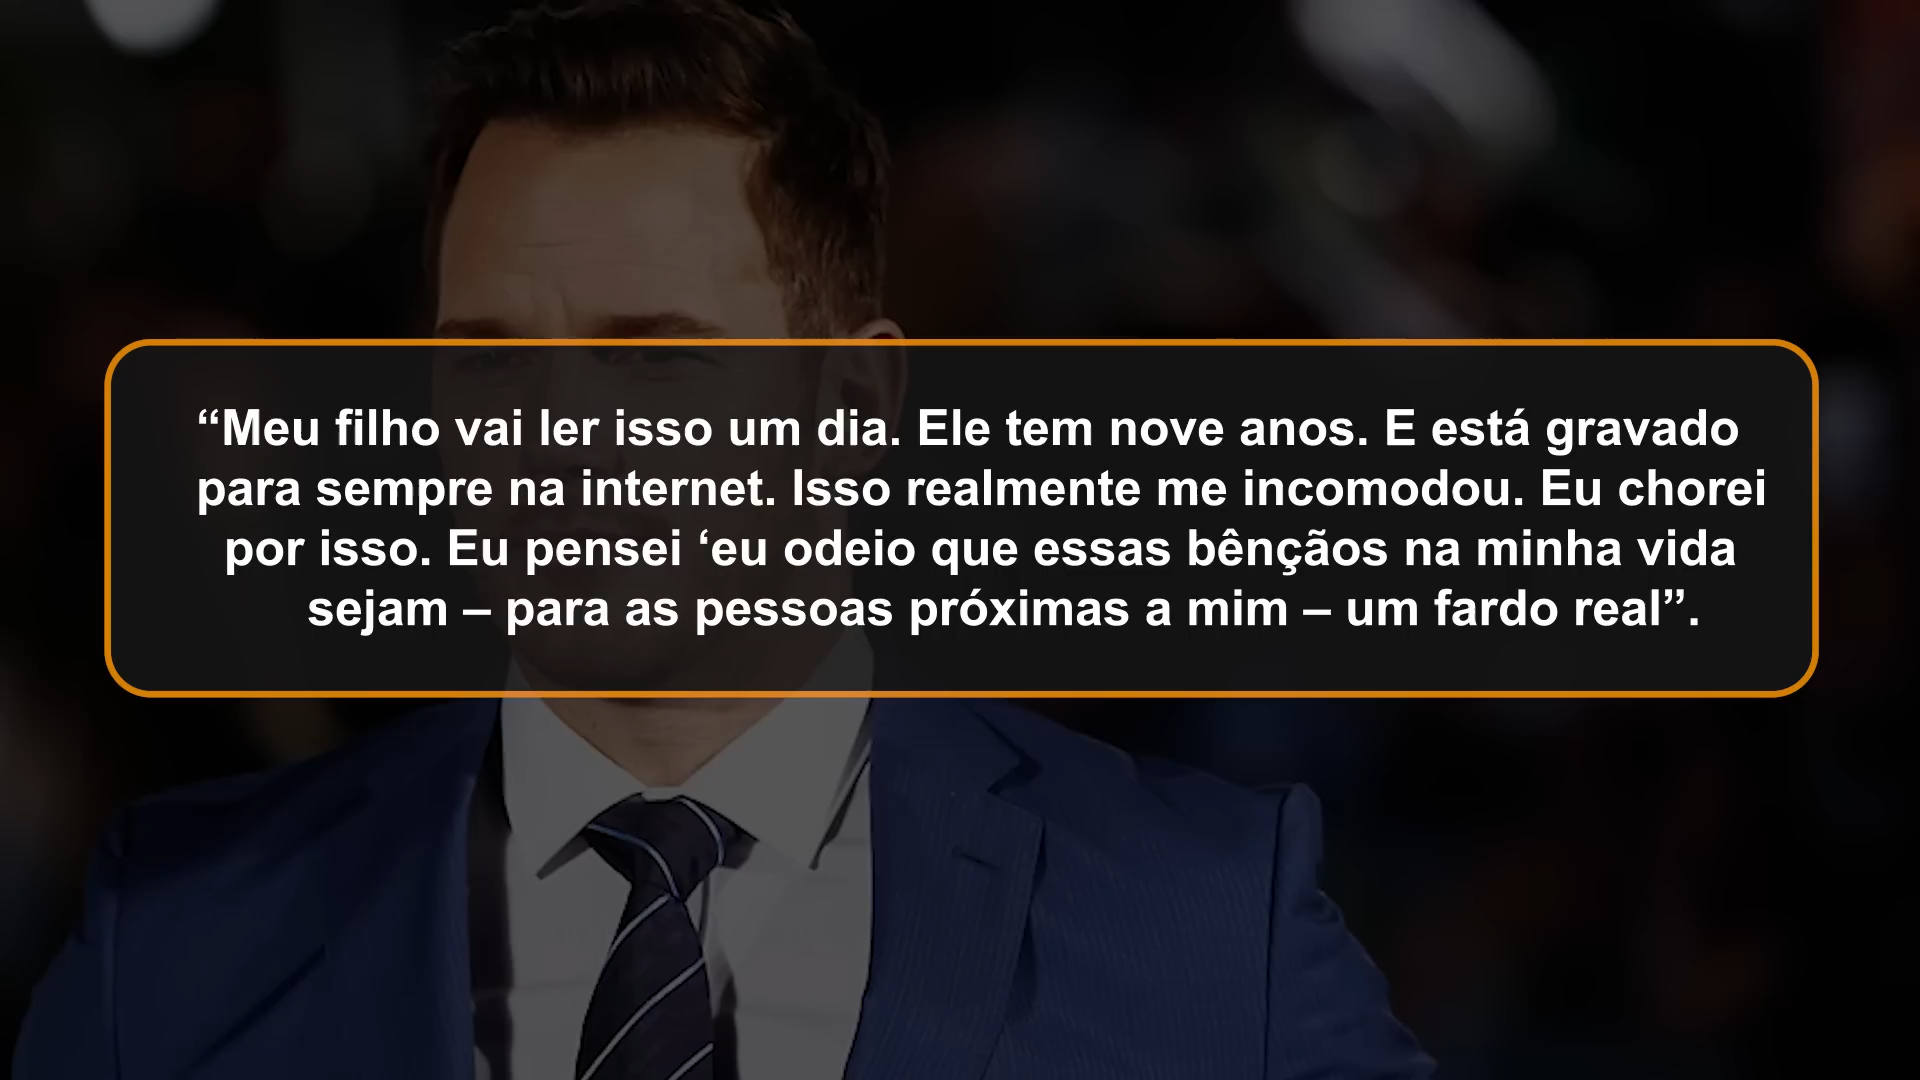 “Meu filho vai ler isso um dia. Ele tem nove anos. E está gravado
para sempre na internet. Isso realmente me incomodou. Eu chorei
por isso. Eu pensei ‘eu odeio que essas bênçãos na minha vida
sejam – para as pessoas próximas a mim – um fardo real”.